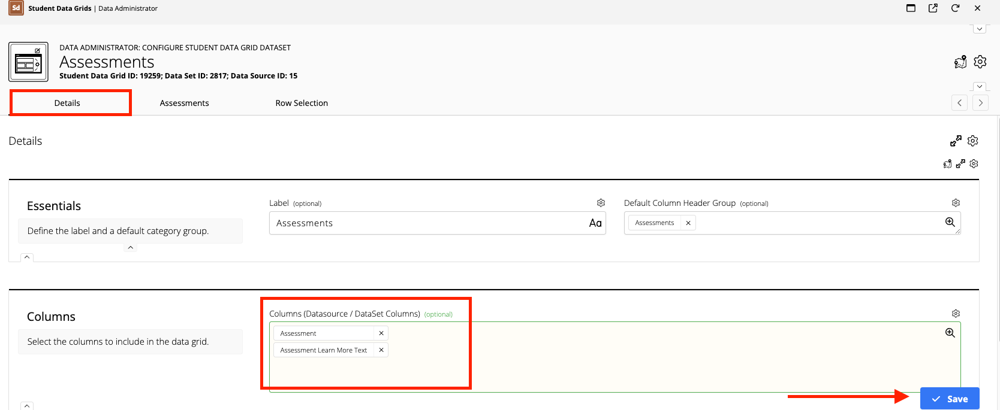 Sd Student Data Grids | Data Administrator
DATA ADMINISTRATOR: CONFIGURE STUDENT DATA GRID DATASET
Assessments
Student Data Grid ID: 19259; Data Set ID: 2817; Data Source ID: 15
Details Assessments Row Selection
Details
Essentials
Define the label and a default category group.
Label (optional)
Assessments Aa
Default Column Header Group (optional)
Assessments
Columns
Select the columns to include in the data grid.
Columns (Datasource / DataSet Columns) (optional)
Assessment
Assessment Learn More Text
Save